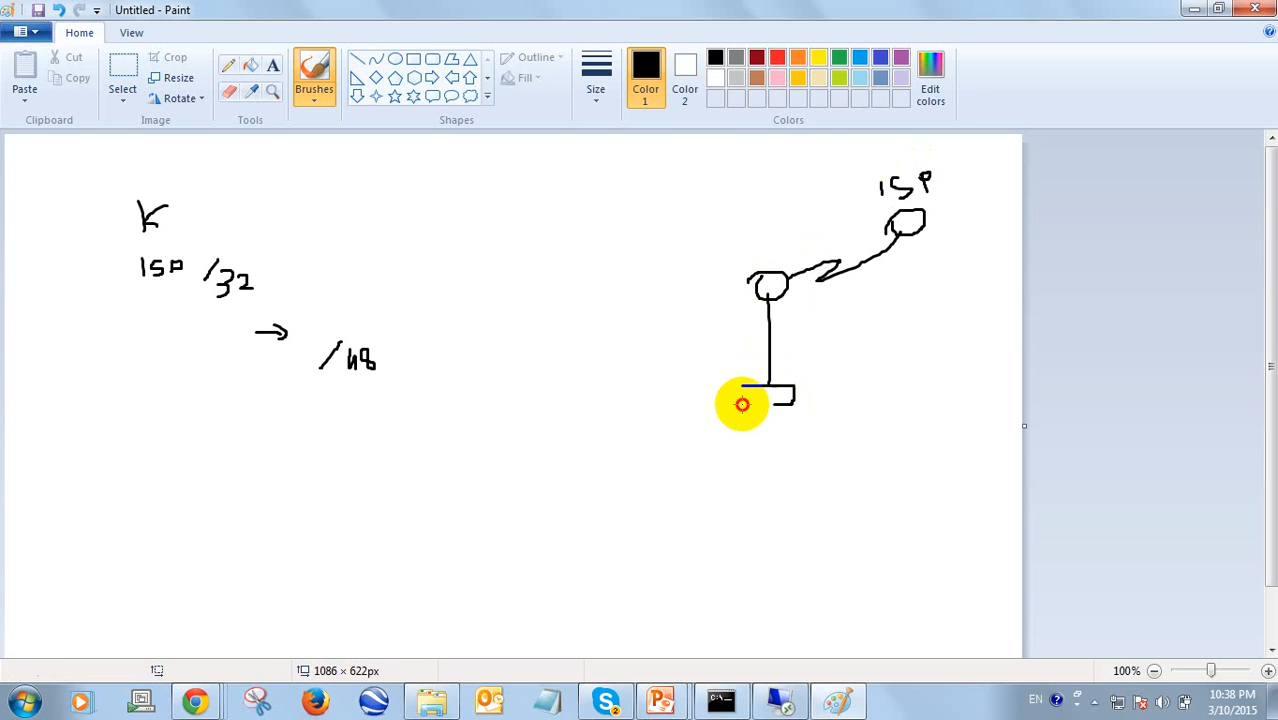 Untitled - Paint
Home View
Paste
Cut
Copy
Clipboard
Select
Crop
Resize
Rotate
Image
Tools
Brushes
Shapes
Outline
Fill
Size
Color 1
Color 2
Edit colors
Colors
ISP
K
ISP /32
/48
1086 × 622px
100%
EN
10:38 PM
3/10/2015